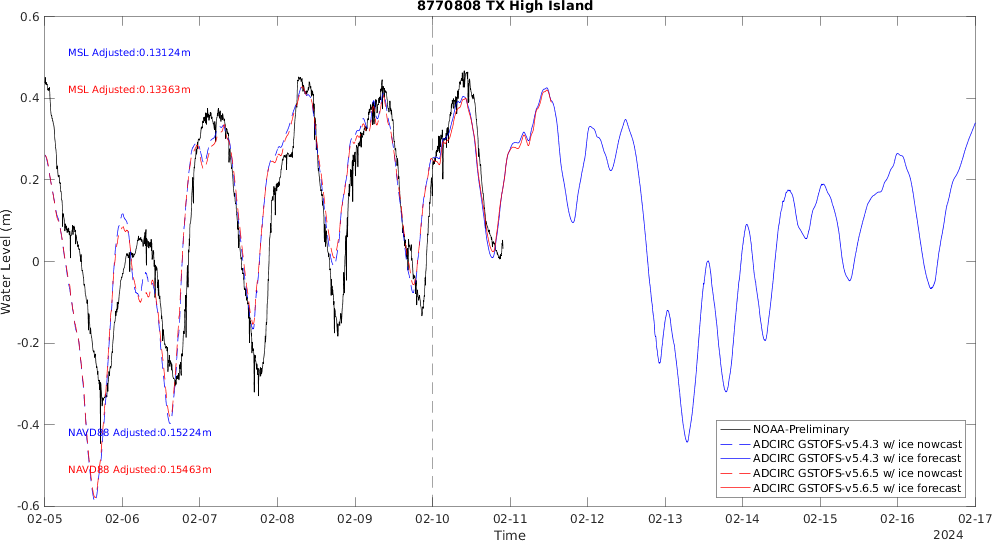 8770808 TX High Island
0.6
MSL Adjusted:0.13124m
MSL Adjusted:0.13363m
0.4
0.2
0
-0.2
-0.4
-0.6
Water Level (m)
NAVD88 Adjusted:0.15224m
NAVD88 Adjusted:0.15463m
NOAA-Preliminary
ADCIRC GSTOFS-v5.4.3 w/ ice nowcast
ADCIRC GSTOFS-v5.4.3 w/ ice forecast
ADCIRC GSTOFS-v5.6.5 w/ ice nowcast
ADCIRC GSTOFS-v5.6.5 w/ ice forecast
02-05 02-06 02-07 02-08 02-09 02-10 02-11 02-12 02-13 02-14 02-15 02-16 02-17
Time
2024